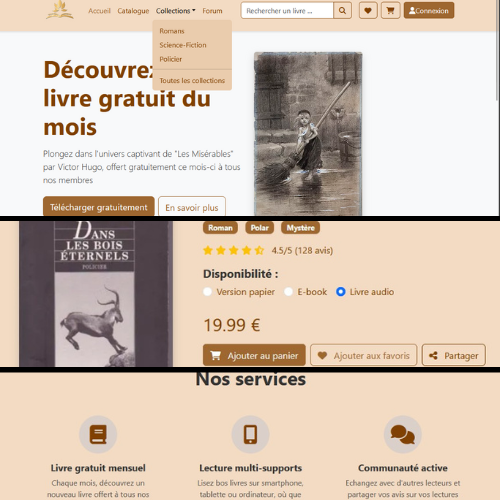 Accueil Catalogue Collections Forum Rechercher un livre ... Connexion
Romans
Science-Fiction
Policier
Toutes les collections
Découvrez
livre gratuit du
mois
Plongez dans l'univers captivant de "Les Misérables"
par Victor Hugo, offert gratuitement ce mois-ci à tous
nos membres
Télécharger gratuitement En savoir plus
DANS
LES BOIS
ÉTERNELS
POLICIER
Roman Polar Mystère
4.5/5 (128 avis)
Disponibilité :
Version papier E-book Livre audio
19.99 €
Ajouter au panier Ajouter aux favoris Partager
Nos services
Livre gratuit mensuel
Chaque mois, découvrez un
nouveau livre offert à tous nos
Lecture multi-supports
Lisez bos livres sur smartphone,
tablette ou ordinateur, où que
Communauté active
Echangez avec d'autres lecteurs et
partager vos avis sur vos lectures